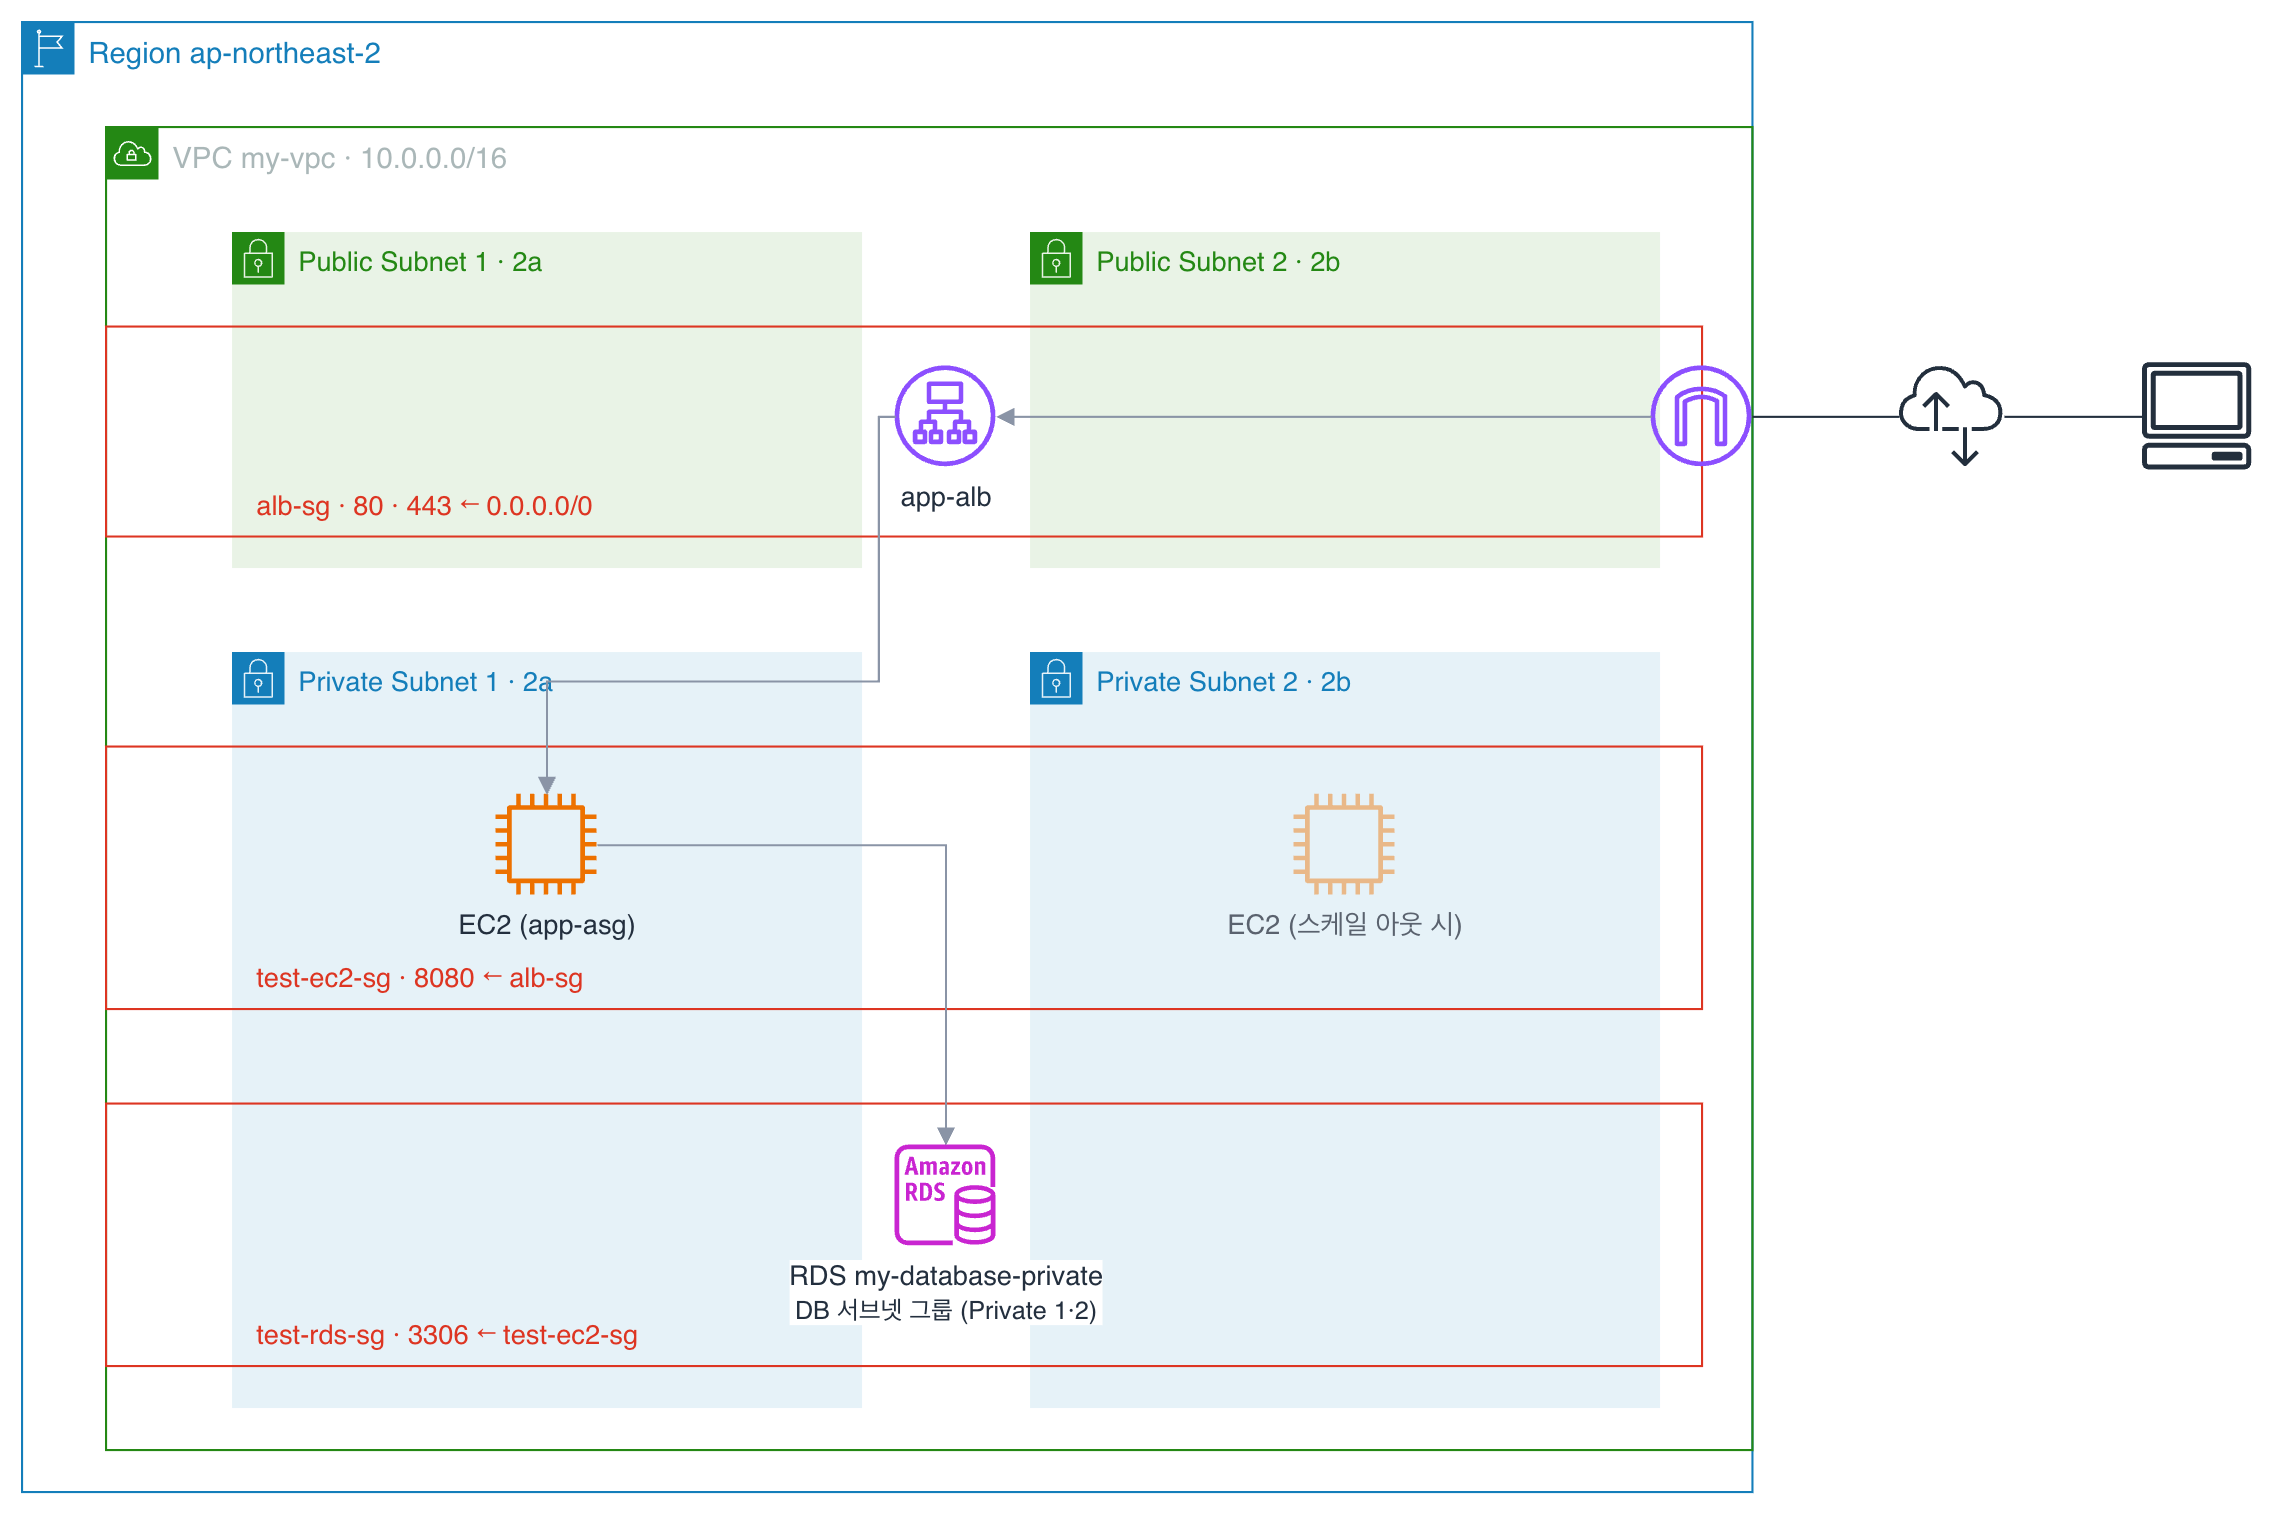 Region ap-northeast-2
VPC my-vpc · 10.0.0.0/16
Public Subnet 1 · 2a
Public Subnet 2 · 2b
app-alb
alb-sg · 80 · 443 ← 0.0.0.0/0
Private Subnet 1 · 2a
Private Subnet 2 · 2b
EC2 (app-asg)
EC2 (스케일 아웃 시)
test-ec2-sg · 8080 ← alb-sg
Amazon
RDS
RDS my-database-private
DB 서브넷 그룹 (Private 1·2)
test-rds-sg · 3306 ← test-ec2-sg